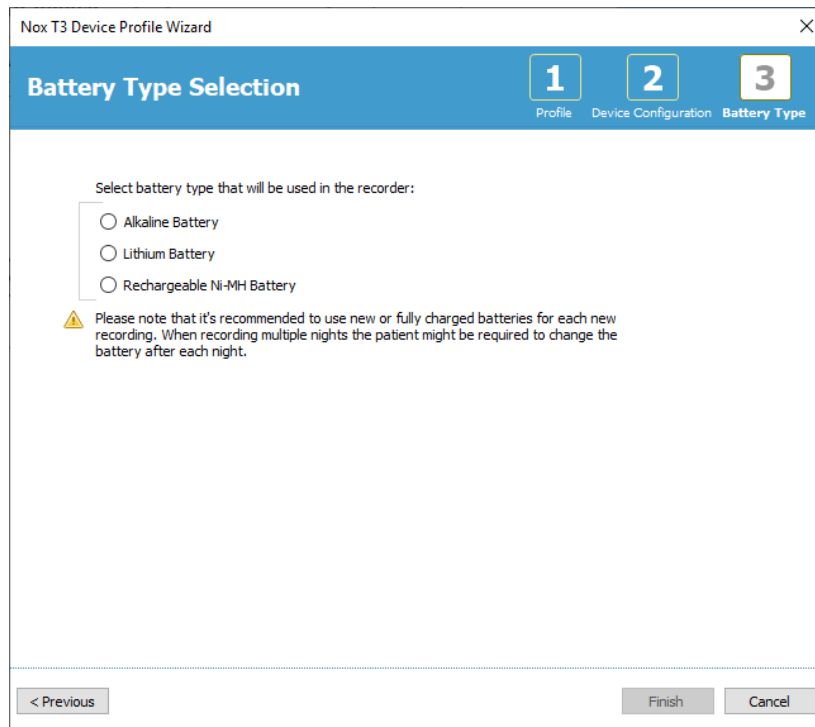 Nox T3 Device Profile Wizard
Battery Type Selection
1
Profile
2
Device Configuration
3
Battery Type
Select battery type that will be used in the recorder:
Alkaline Battery
Lithium Battery
Rechargeable Ni-MH Battery
Please note that it's recommended to use new or fully charged batteries for each new
recording. When recording multiple nights the patient might be required to change the
battery after each night.
< Previous
Finish
Cancel